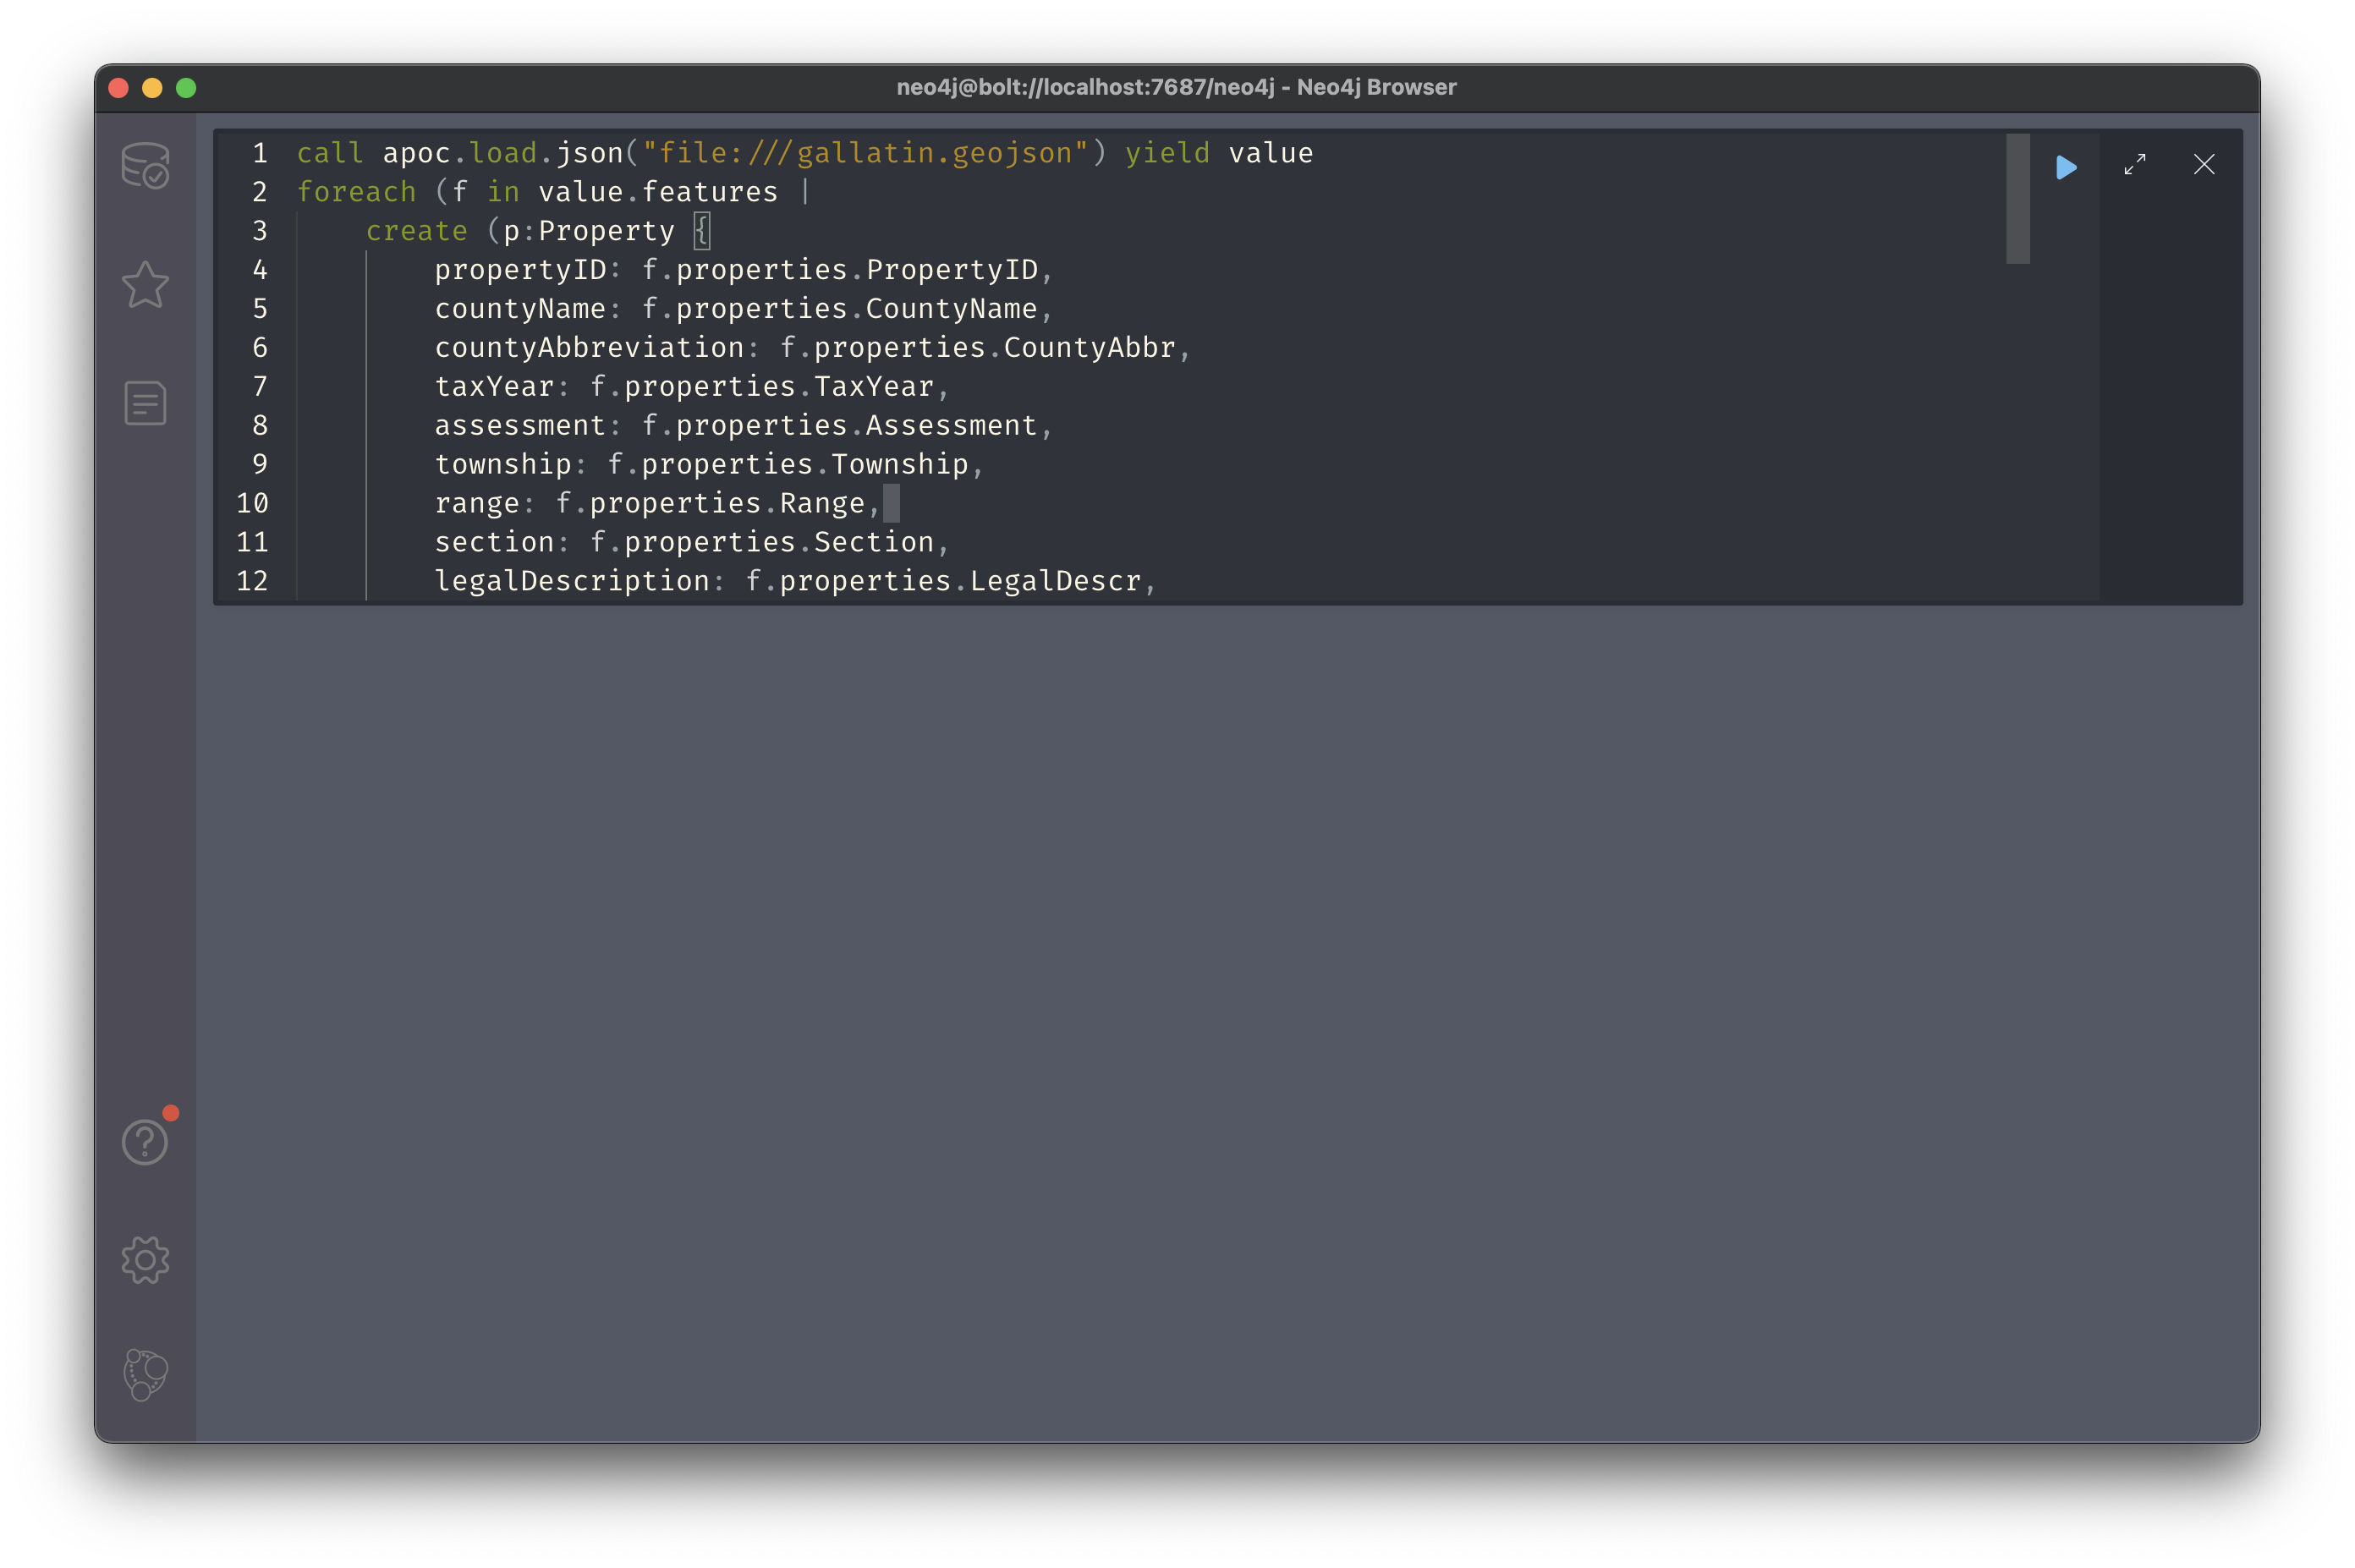 neo4j@bolt://localhost:7687/neo4j - Neo4j Browser
1 call apoc.load.json("file:///gallatin.geojson") yield value
2 foreach (f in value.features |
3 create (p:Property {
4 propertyID: f.properties.PropertyID,
5 countyName: f.properties.CountyName,
6 countyAbbreviation: f.properties.CountyAbbr,
7 taxYear: f.properties.TaxYear,
8 assessment: f.properties.Assessment,
9 township: f.properties.Township,
10 range: f.properties.Range,
11 section: f.properties.Section,
12 legalDescription: f.properties.LegalDescr,